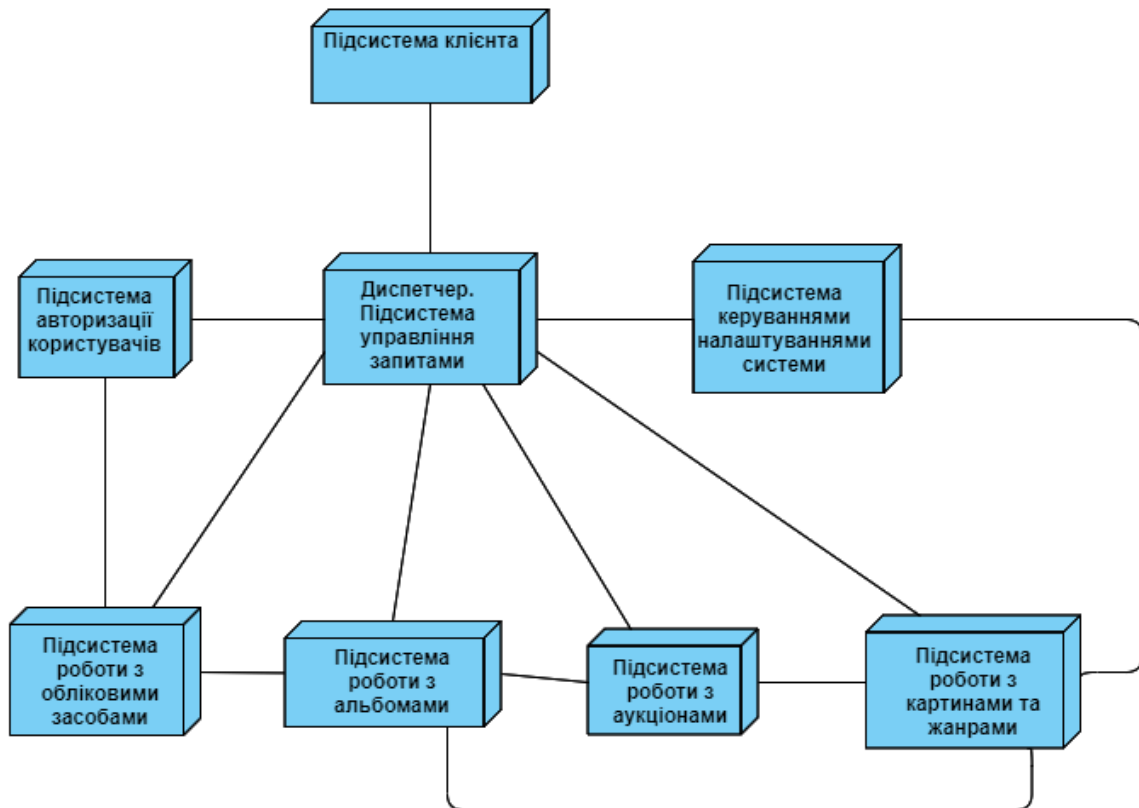 Підсистема клієнта
Підсистема
авторизації
користувачів
Диспетчер.
Підсистема
управління
запитами
Підсистема
керуваннями
налаштуваннями
системи
Підсистема
роботи з
обліковими
засобами
Підсистема
роботи з
альбомами
Підсистема
роботи з
аукціонами
Підсистема
роботи з
картинами та
жанрами